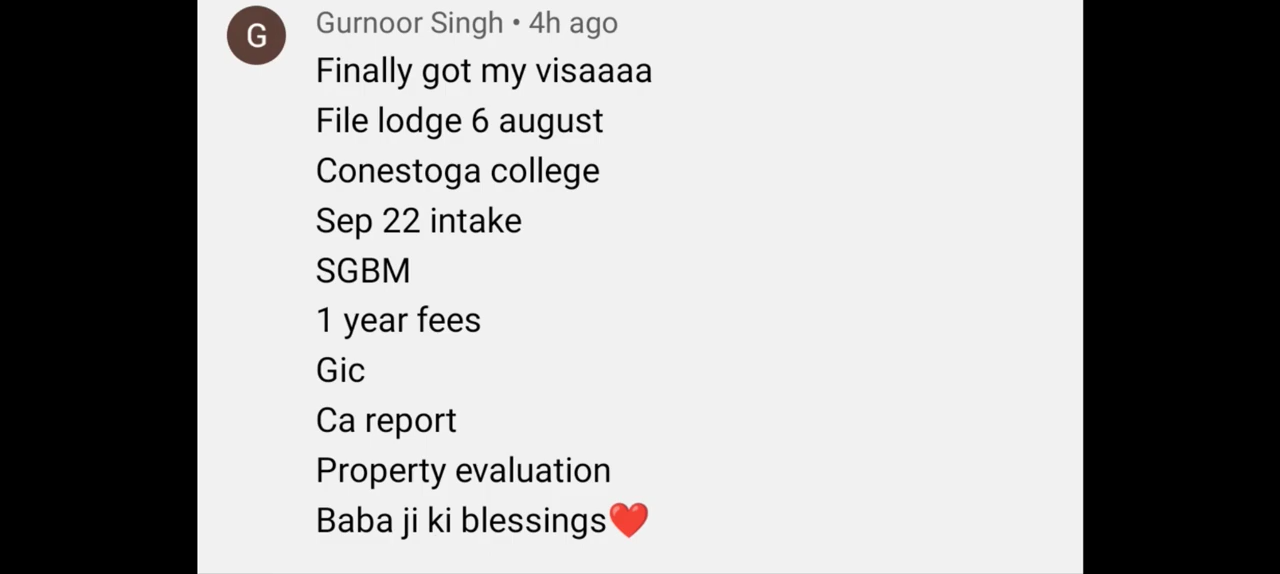 G
Gurnoor Singh • 4h ago
Finally got my visaaaa
File lodge 6 august
Conestoga college
Sep 22 intake
SGBM
1 year fees
Gic
Ca report
Property evaluation
Baba ji ki blessings❤️